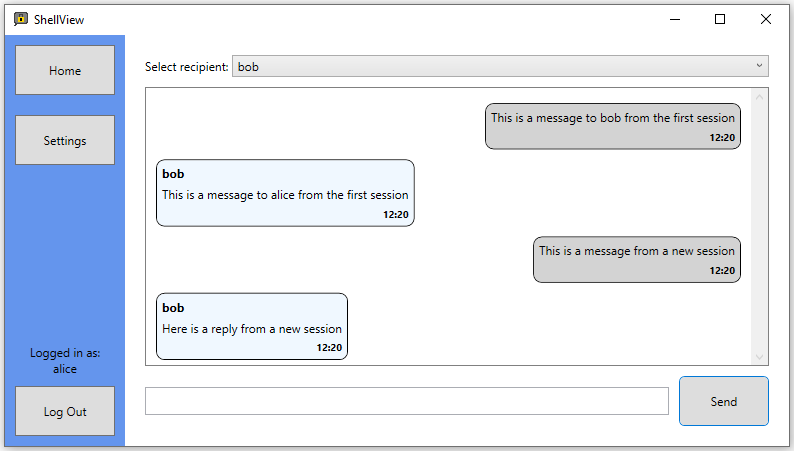 ShellView
Home
Settings
Logged in as:
alice
Log Out
Select recipient: bob
This is a message to bob from the first session
12:20
bob
This is a message to alice from the first session
12:20
This is a message from a new session
12:20
bob
Here is a reply from a new session
12:20
Send